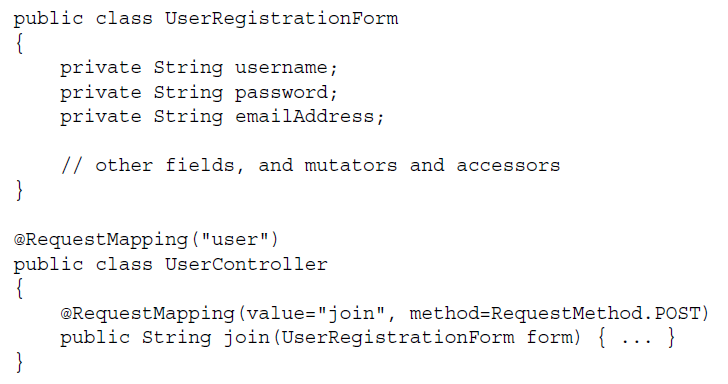 public class UserRegistrationForm
{
    private String username;
    private String password;
    private String emailAddress;

    // other fields, and mutators and accessors
}

@RequestMapping("user")
public class UserController
{
    @RequestMapping(value="join", method=RequestMethod.POST)
    public String join(UserRegistrationForm form) { ... }
}